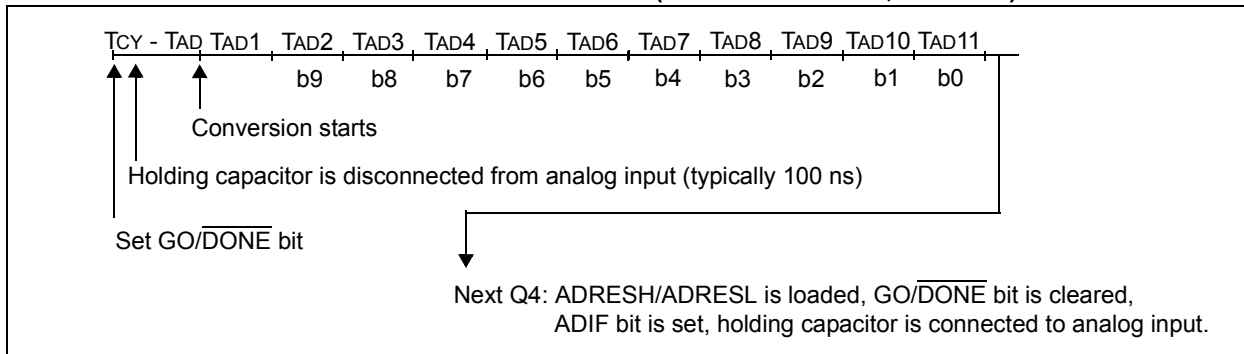 TCY - TAD TAD1 TAD2 TAD3 TAD4 TAD5 TAD6 TAD7 TAD8 TAD9 TAD10 TAD11
b9 b8 b7 b6 b5 b4 b3 b2 b1 b0
Conversion starts
Holding capacitor is disconnected from analog input (typically 100 ns)
Set GO/DONE bit
Next Q4: ADRESH/ADRESL is loaded, GO/DONE bit is cleared,
ADIF bit is set, holding capacitor is connected to analog input.